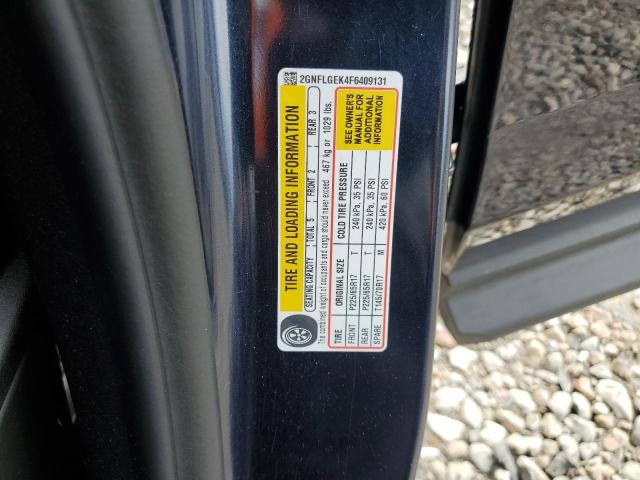 2GNFLGEK4F6409131
TIRE AND LOADING INFORMATION
SEATING CAPACITY TOTAL 5 FRONT 2 REAR 3
The combined weight of occupants and cargo should never exceed 467 kg or 1029 lbs.
TIRE ORIGINAL SIZE COLD TIRE PRESSURE
FRONT P225/65R17 T 240 kPa, 35 PSI
REAR P225/65R17 T 240 kPa, 35 PSI
SPARE T145/70R17 M 420 kPa, 60 PSI
SEE OWNER'S
MANUAL FOR
ADDITIONAL
INFORMATION